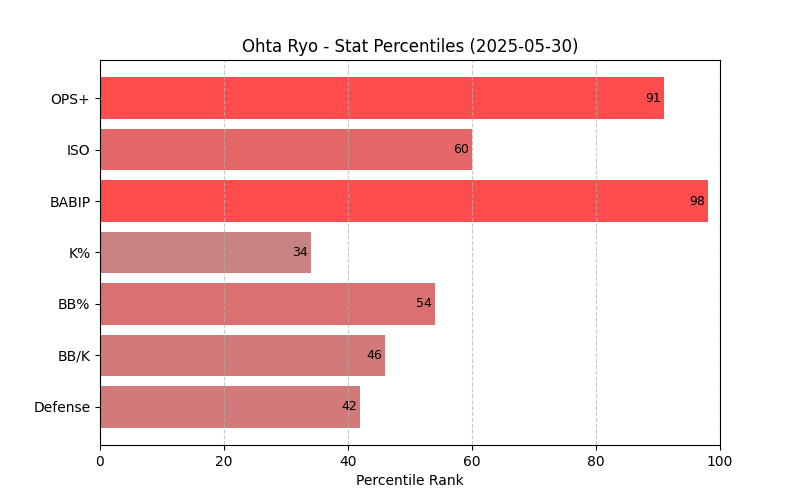 Ohta Ryo - Stat Percentiles (2025-05-30)
OPS+ 91
ISO 60
BABIP 98
K% 34
BB% 54
BB/K 46
Defense 42
0 20 40 60 80 100
Percentile Rank